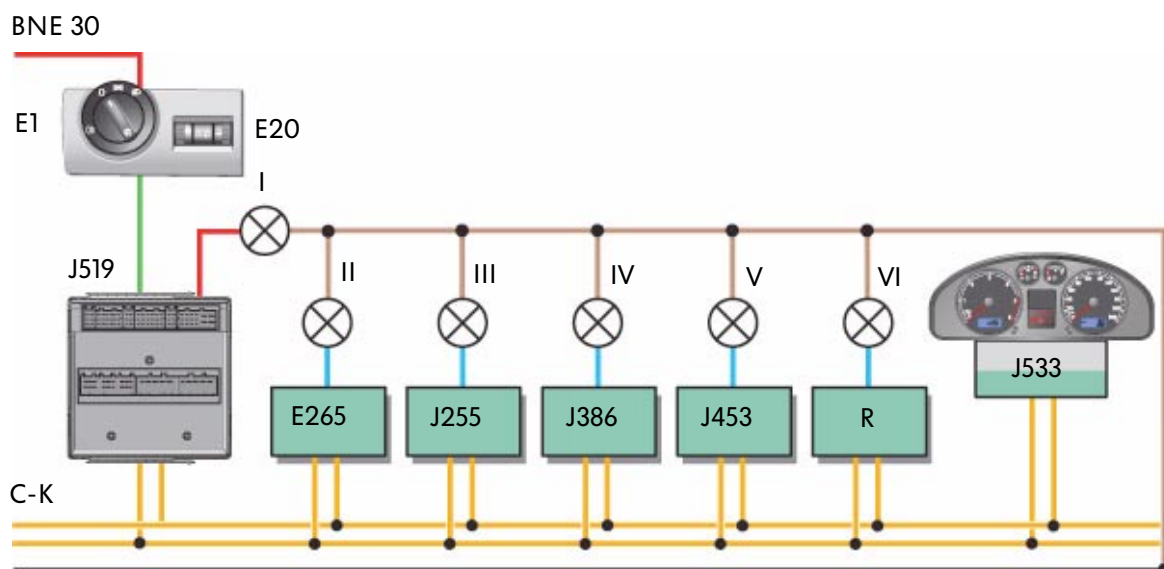 BNE 30
E1
E20
I
J519
II
III
IV
V
VI
J533
E265
J255
J386
J453
R
C-K